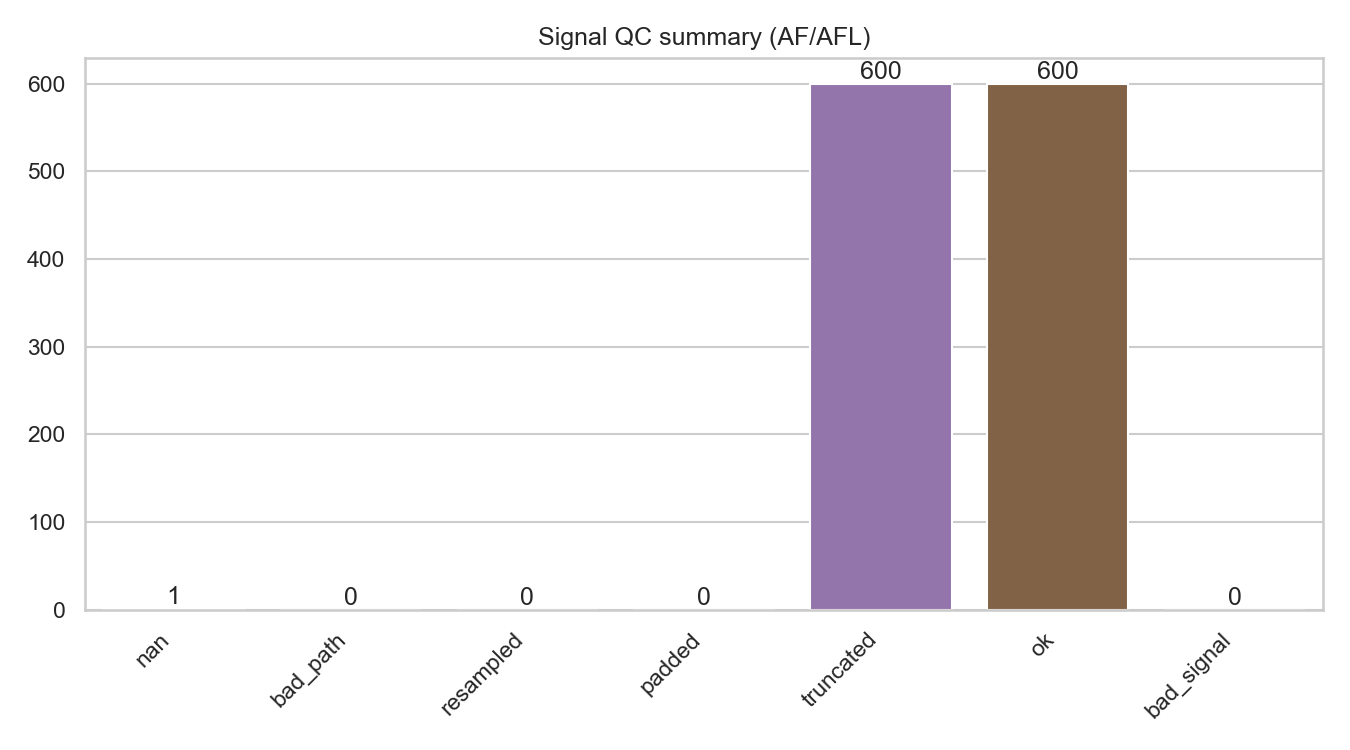 Signal QC summary (AF/AFL)
600
500
400
300
200
100
0
1
0
0
0
600
600
0
nan
bad_path
resampled
padded
truncated
ok
bad_signal